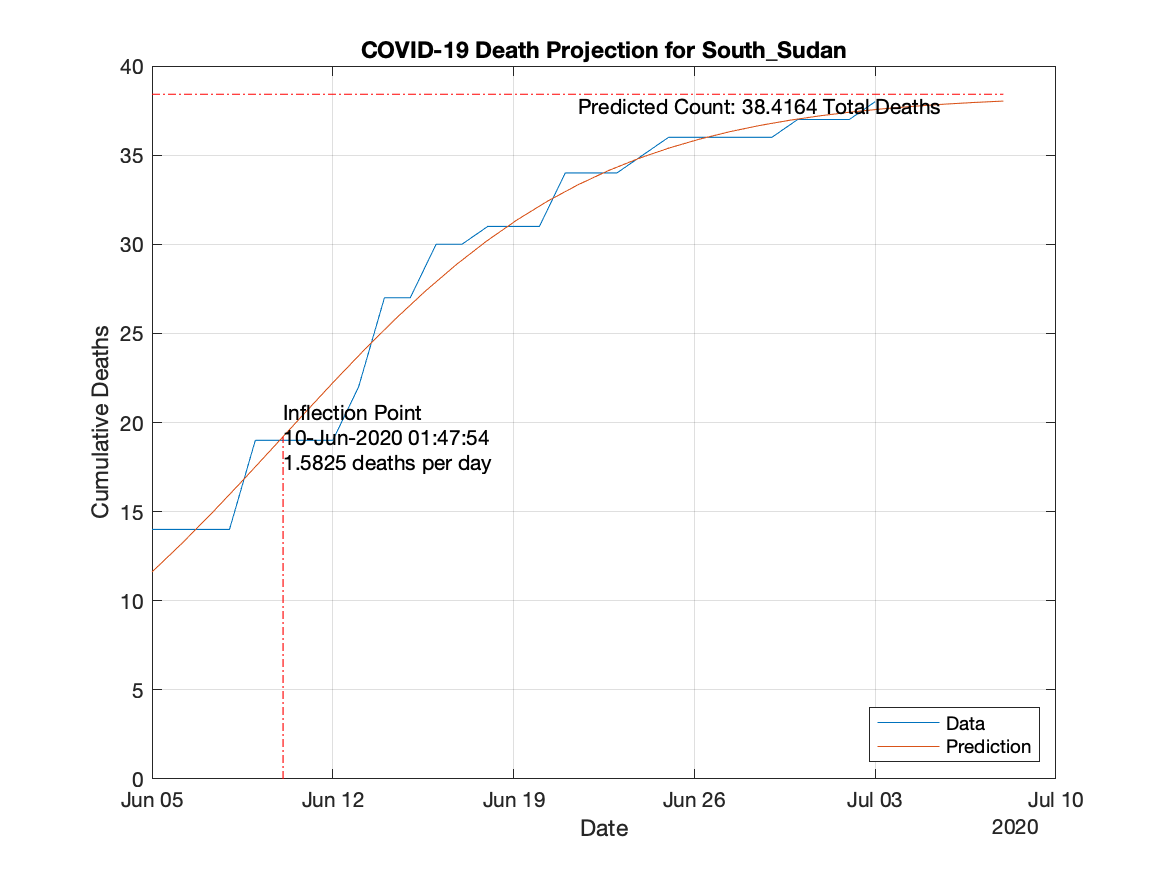 COVID-19 Death Projection for South_Sudan
40
35
30
25
20
15
10
5
0
Cumulative Deaths
Predicted Count: 38.4164 Total Deaths
Inflection Point
10-Jun-2020 01:47:54
1.5825 deaths per day
Data
Prediction
Jun 05 Jun 12 Jun 19 Jun 26 Jul 03 Jul 10
Date
2020